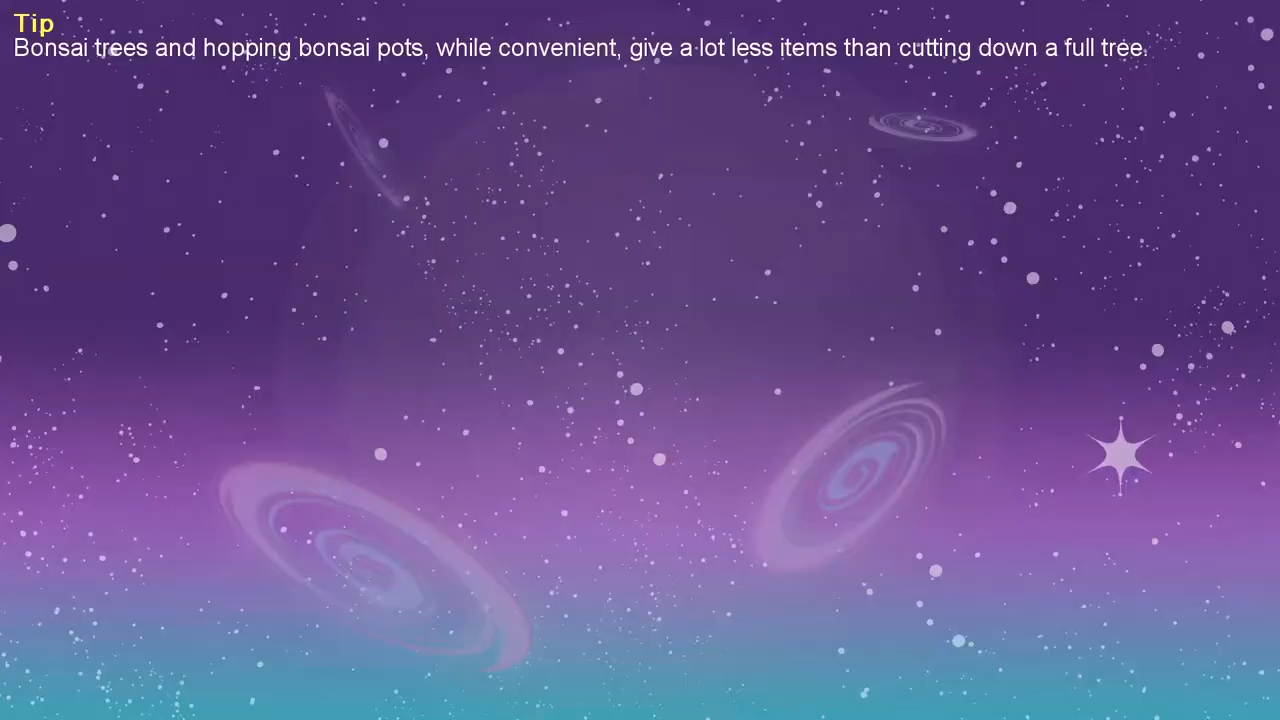 Tip
Bonsai trees and hopping bonsai pots, while convenient, give a lot less items than cutting down a full tree.